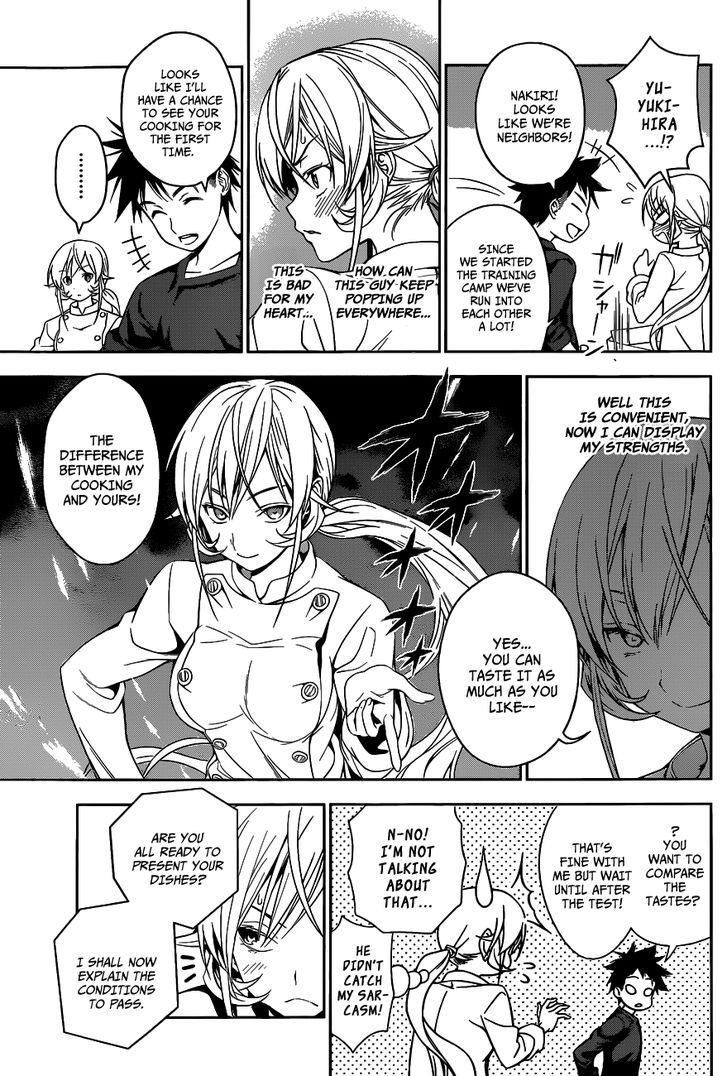 YU-
YUKI-
HIRA
...!?
NAKIRI!
LOOKS
LIKE WE'RE
NEIGHBORS!
SINCE
WE STARTED
THE TRAINING
CAMP WE'VE
RUN INTO
EACH OTHER
A LOT!
HOW CAN
THIS GUY KEEP
POPPING UP
EVERYWHERE...
THIS
IS BAD
FOR MY
HEART...
LOOKS
LIKE I'LL
HAVE A CHANCE
TO SEE YOUR
COOKING FOR
THE FIRST
TIME.
.........
WELL THIS
IS CONVENIENT,
NOW I CAN DISPLAY
MY STRENGTHS.
YES...
YOU CAN
TASTE IT AS
MUCH AS YOU
LIKE--
THE
DIFFERENCE
BETWEEN MY
COOKING
AND YOURS!
?
YOU
WANT TO
COMPARE
THE
TASTES?
THAT'S
FINE WITH
ME BUT WAIT
UNTIL AFTER
THE TEST!
N-NO!
I'M NOT
TALKING
ABOUT
THAT...
HE
DIDN'T
CATCH
MY SAR-
CASM!
ARE YOU
ALL READY TO
PRESENT YOUR
DISHES?
I SHALL NOW
EXPLAIN THE
CONDITIONS
TO PASS.